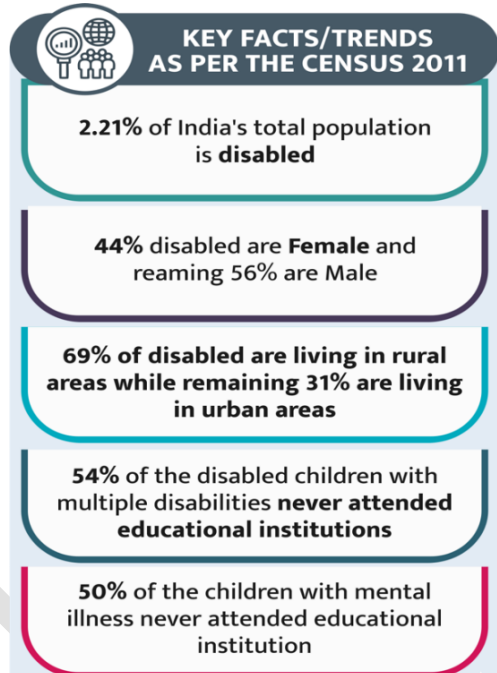 KEY FACTS/TRENDS
AS PER THE CENSUS 2011
2.21% of India's total population
is disabled
44% disabled are Female and
reaming 56% are Male
69% of disabled are living in rural
areas while remaining 31% are living
in urban areas
54% of the disabled children with
multiple disabilities never attended
educational institutions
50% of the children with mental
illness never attended educational
institution